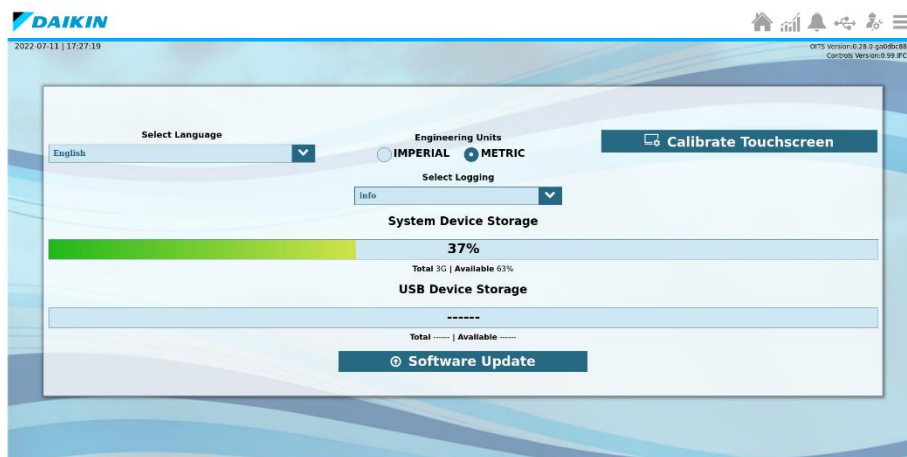 DAIKIN
2022-07-11 | 17:27:19
OITS Version:0.28.0-ga0dbc88
Controls Version:0.99.IFC
Select Language
English
Engineering Units
IMPERIAL METRIC
Calibrate Touchscreen
Select Logging
info
System Device Storage
37%
Total 3G | Available 63%
USB Device Storage
------
Total ------ | Available ------
Software Update